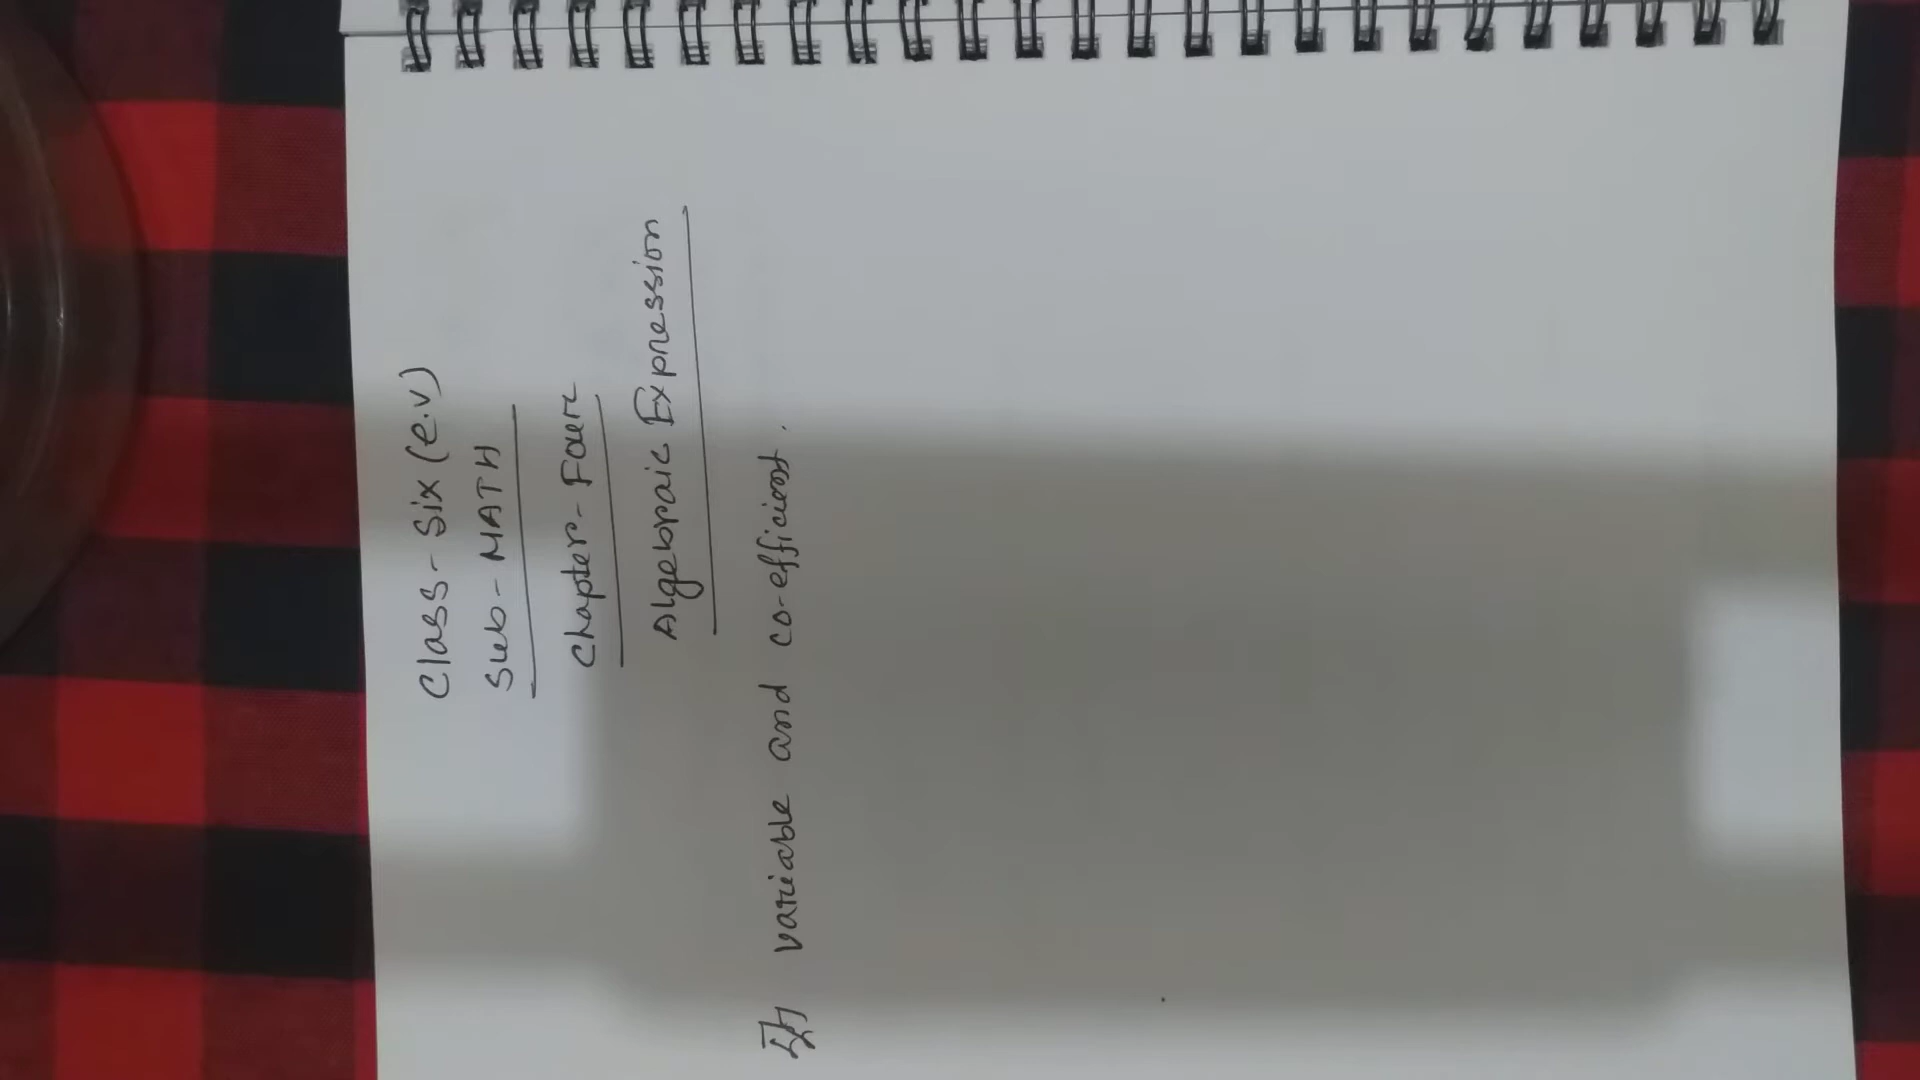 Class - Six (e.v)
Sub - MATH
Chapter - Four
Algebraic Expression
variable and co-efficient.